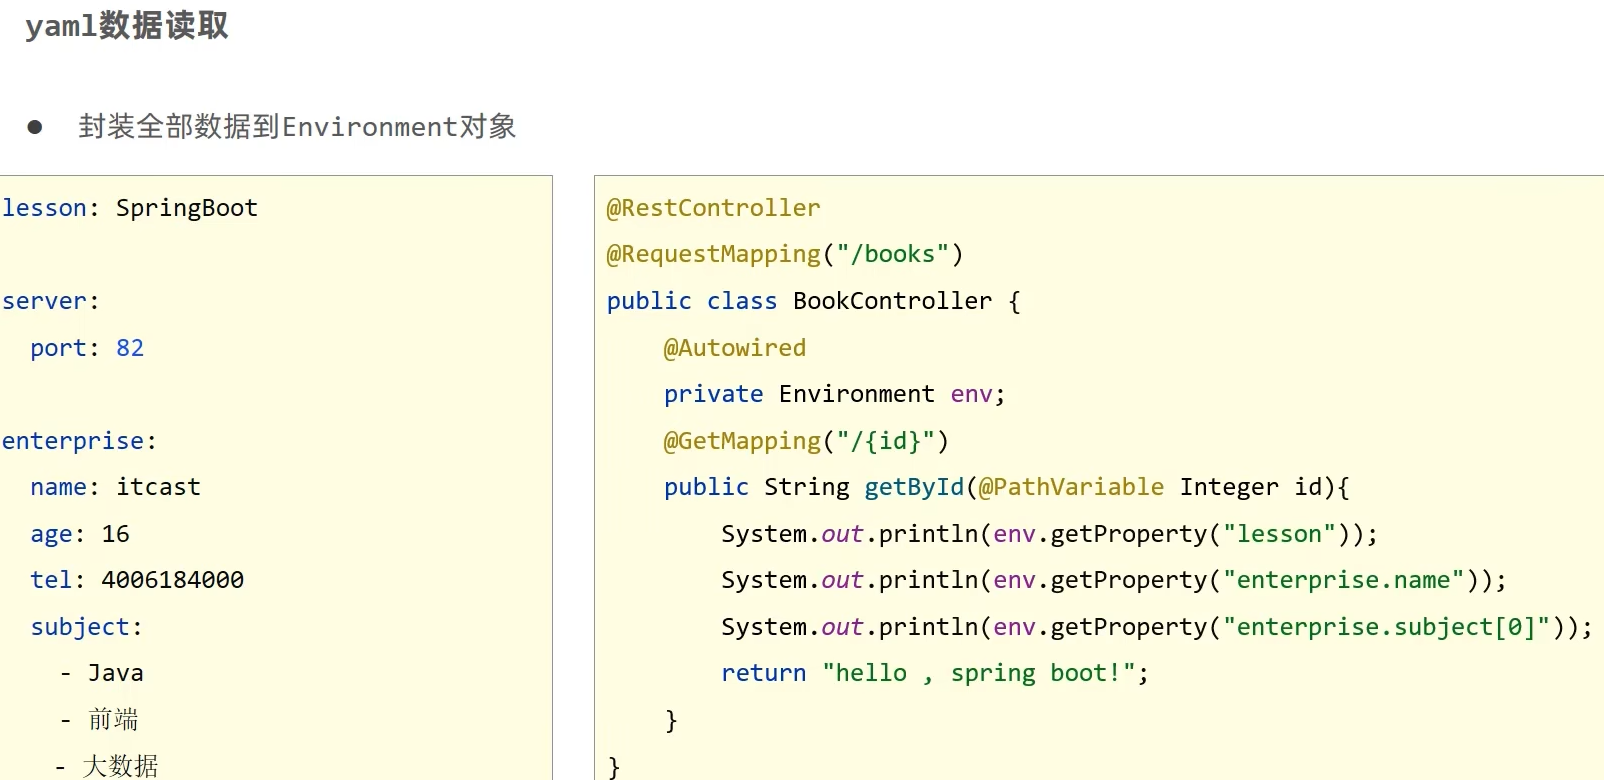 yaml数据读取
● 封装全部数据到Environment对象
lesson: SpringBoot
server:
  port: 82
enterprise:
  name: itcast
  age: 16
  tel: 4006184000
  subject:
    - Java
    - 前端
    - 大数据
@RestController
@RequestMapping("/books")
public class BookController {
    @Autowired
    private Environment env;
    @GetMapping("/{id}")
    public String getById(@PathVariable Integer id){
        System.out.println(env.getProperty("lesson"));
        System.out.println(env.getProperty("enterprise.name"));
        System.out.println(env.getProperty("enterprise.subject[0]"));
        return "hello , spring boot!";
    }
}